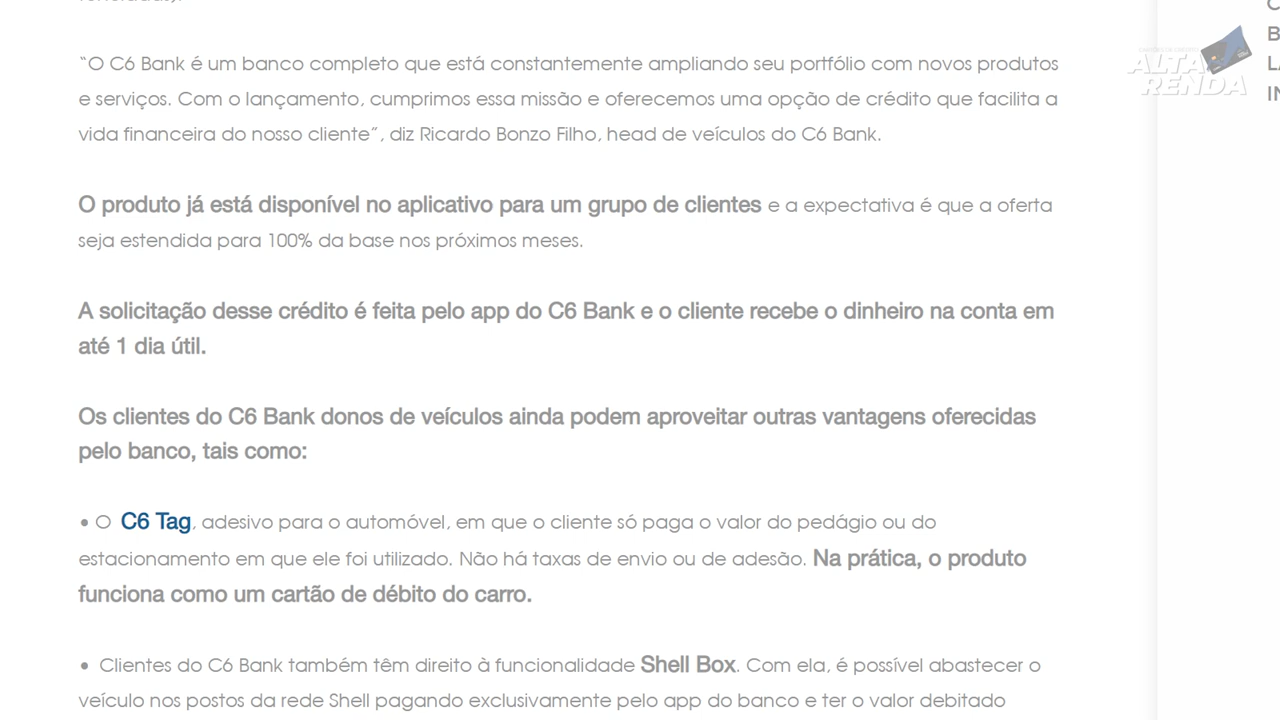 “O C6 Bank é um banco completo que está constantemente ampliando seu portfólio com novos produtos
e serviços. Com o lançamento, cumprimos essa missão e oferecemos uma opção de crédito que facilita a
vida financeira do nosso cliente”, diz Ricardo Bonzo Filho, head de veículos do C6 Bank.
O produto já está disponível no aplicativo para um grupo de clientes e a expectativa é que a oferta
seja estendida para 100% da base nos próximos meses.
A solicitação desse crédito é feita pelo app do C6 Bank e o cliente recebe o dinheiro na conta em
até 1 dia útil.
Os clientes do C6 Bank donos de veículos ainda podem aproveitar outras vantagens oferecidas
pelo banco, tais como:
• O C6 Tag, adesivo para o automóvel, em que o cliente só paga o valor do pedágio ou do
estacionamento em que ele foi utilizado. Não há taxas de envio ou de adesão. Na prática, o produto
funciona como um cartão de débito do carro.
• Clientes do C6 Bank também têm direito à funcionalidade Shell Box. Com ela, é possível abastecer o
veículo nos postos da rede Shell pagando exclusivamente pelo app do banco e ter o valor debitado
ALTA
RENDA